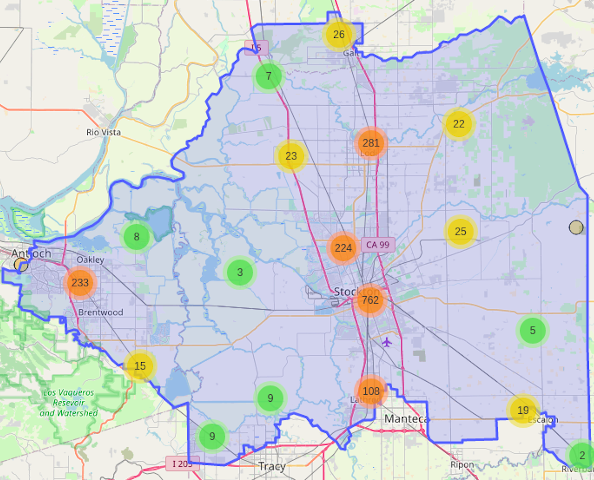 26
I 5
Galt
7
22
Rio Vista
281
23
25
8
224
CA 99
Antioch
Oakley
3
233
Stockton
762
Brentwood
5
15
Los Vaqueros
Resevoir
and Watershed
9
108
La
19
Manteca
Escalon
9
I 205
Tracy
Ripon
2
Riverbank